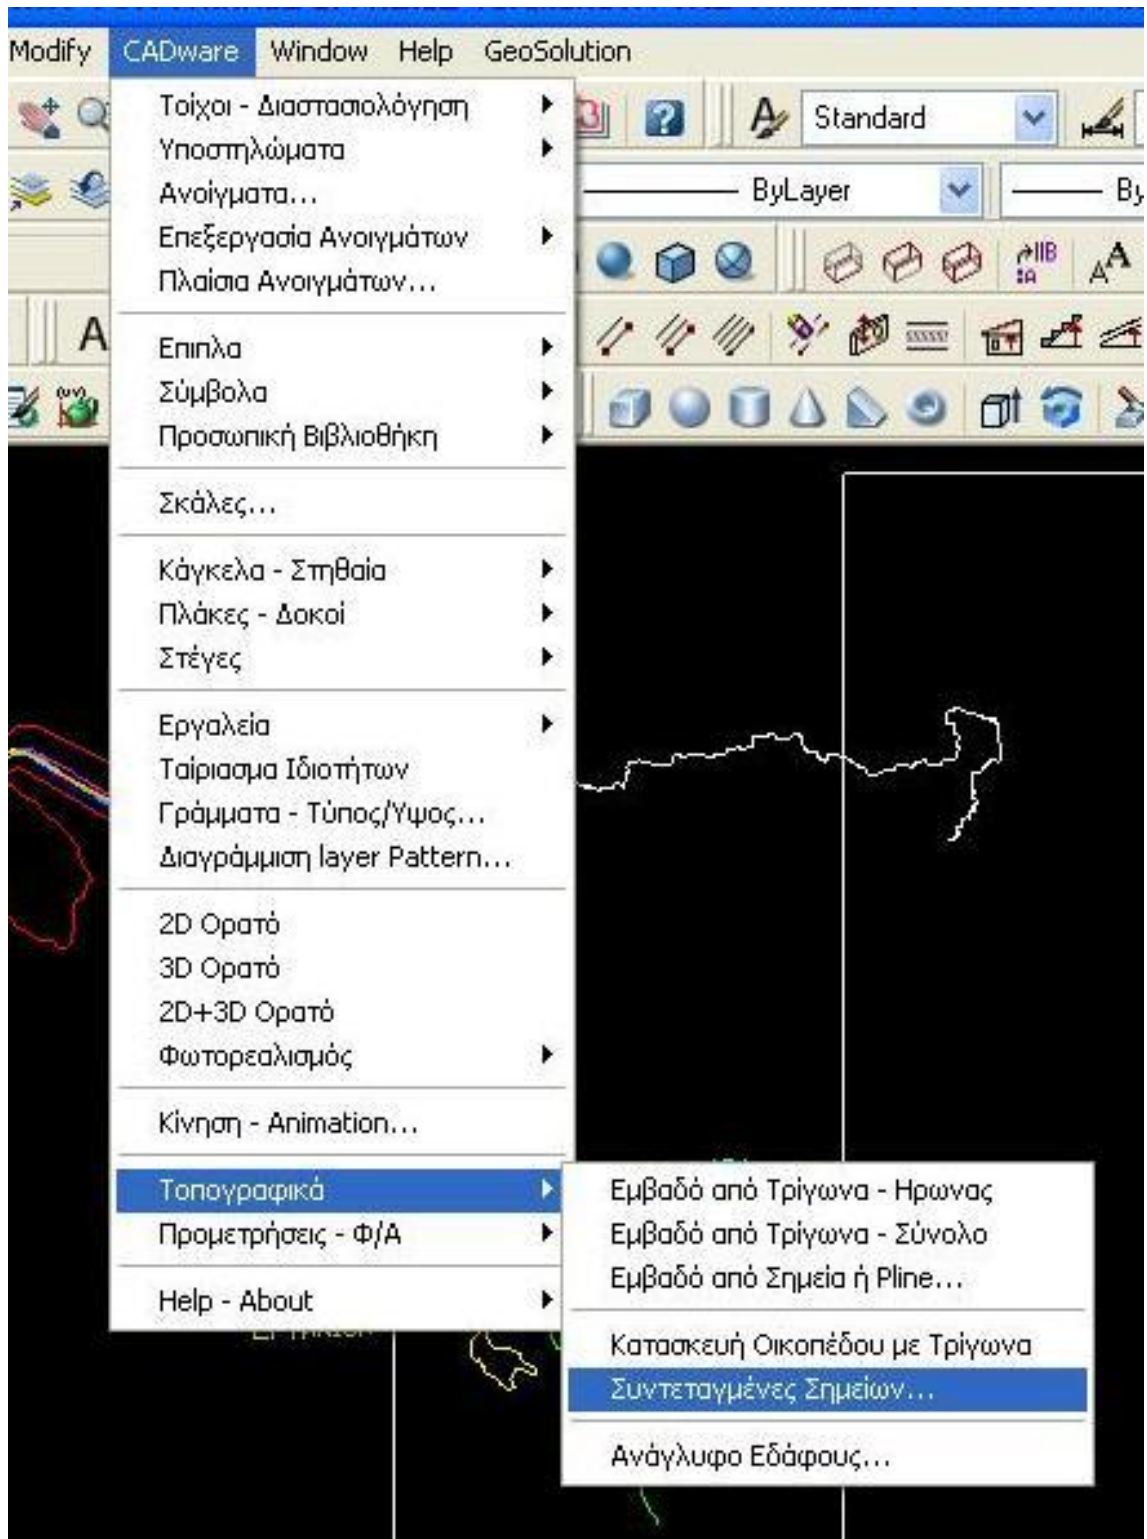 Modify CADware Window Help GeoSolution
Τοίχοι - Διαστασιολόγηση
Standard
Υποστηλώματα
Ανοίγματα...
ByLayer
Επεξεργασία Ανοιγμάτων
Πλαίσια Ανοιγμάτων...
Επιπλα
Σύμβολα
Προσωπική Βιβλιοθήκη
Σκάλες...
Κάγκελα - Στηθαία
Πλάκες - Δοκοί
Στέγες
Εργαλεία
Ταίριασμα Ιδιοτήτων
Γράμματα - Τύπος/Υψος...
Διαγράμμιση layer Pattern...
2D Ορατό
3D Ορατό
2D+3D Ορατό
Φωτορεαλισμός
Κίνηση - Animation...
Τοπογραφικά
Προμετρήσεις - Φ/Α
Help - About
Εμβαδό από Τρίγωνα - Ηρωνας
Εμβαδό από Τρίγωνα - Σύνολο
Εμβαδό από Σημεία ή Pline...
Κατασκευή Οικοπέδου με Τρίγωνα
Συντεταγμένες Σημείων...
Ανάγλυφο Εδάφους...